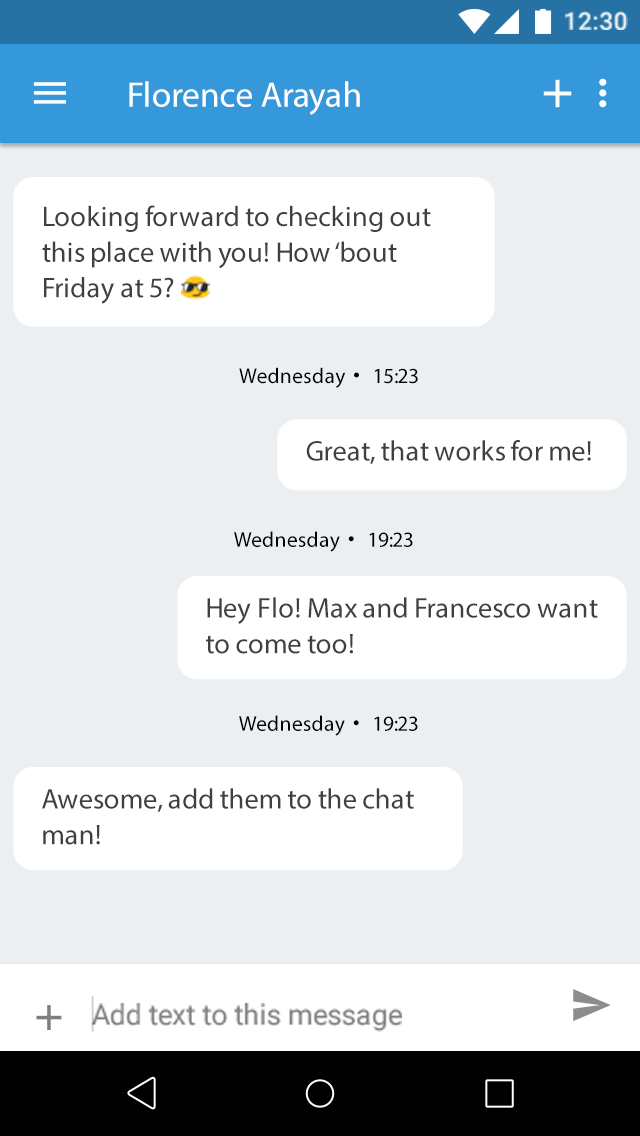 12:30
Florence Arayah
Looking forward to checking out
this place with you! How ‘bout
Friday at 5? 😎
Wednesday • 15:23
Great, that works for me!
Wednesday • 19:23
Hey Flo! Max and Francesco want
to come too!
Wednesday • 19:23
Awesome, add them to the chat
man!
Add text to this message